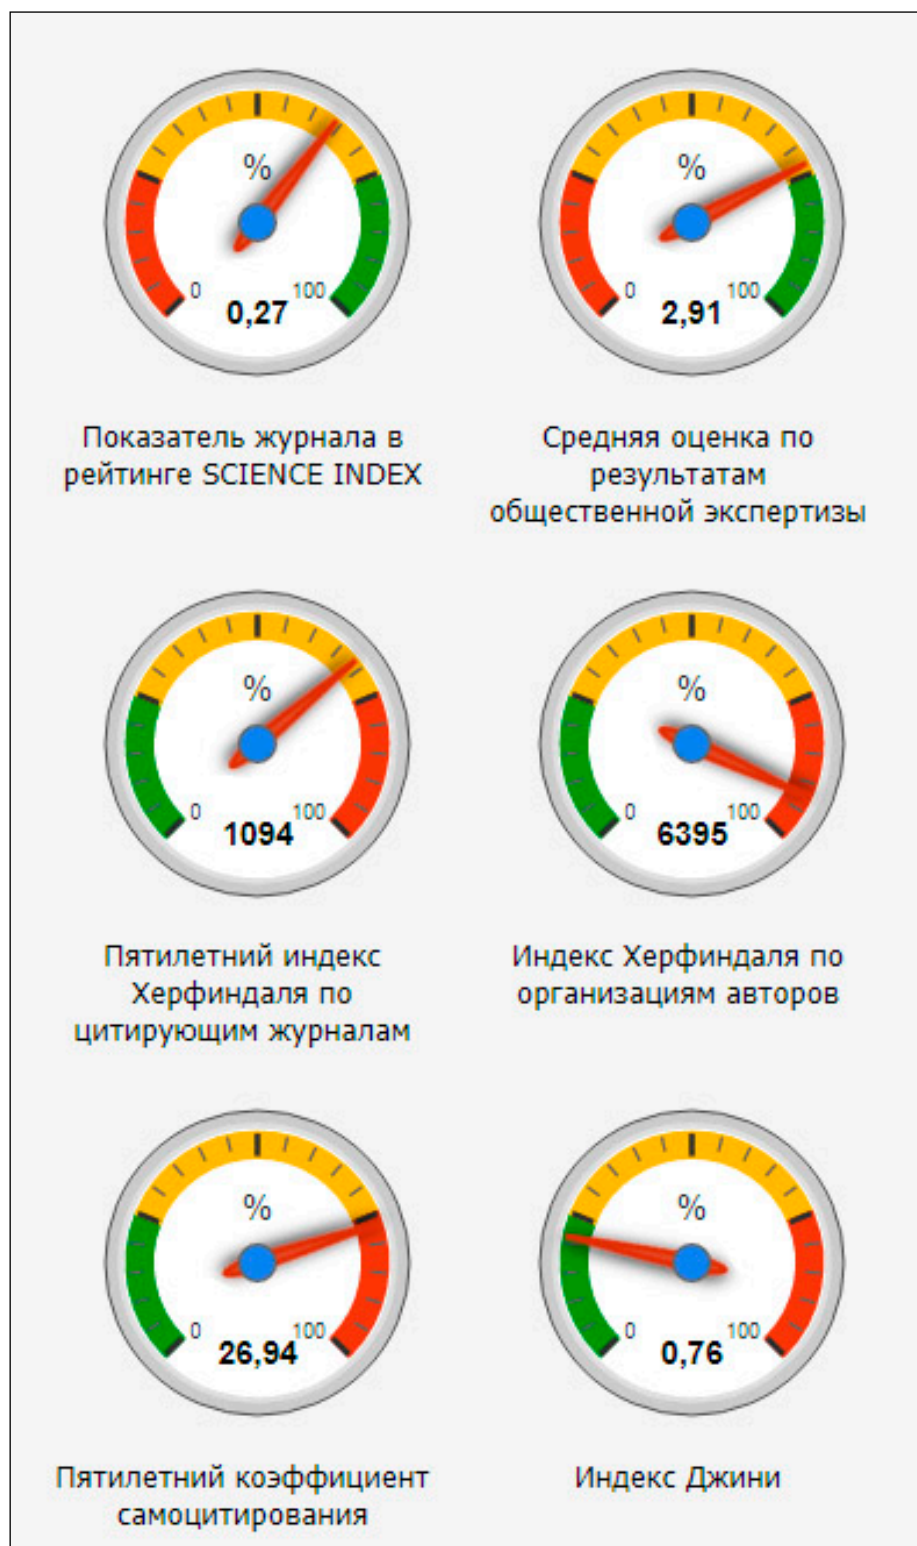 %
0 100
0,27
Показатель журнала в
рейтинге SCIENCE INDEX
%
0 100
2,91
Средняя оценка по
результатам
общественной экспертизы
%
0 100
1094
Пятилетний индекс
Херфиндаля по
цитирующим журналам
%
0 100
6395
Индекс Херфиндаля по
организациям авторов
%
0 100
26,94
Пятилетний коэффициент
самоцитирования
%
0 100
0,76
Индекс Джини